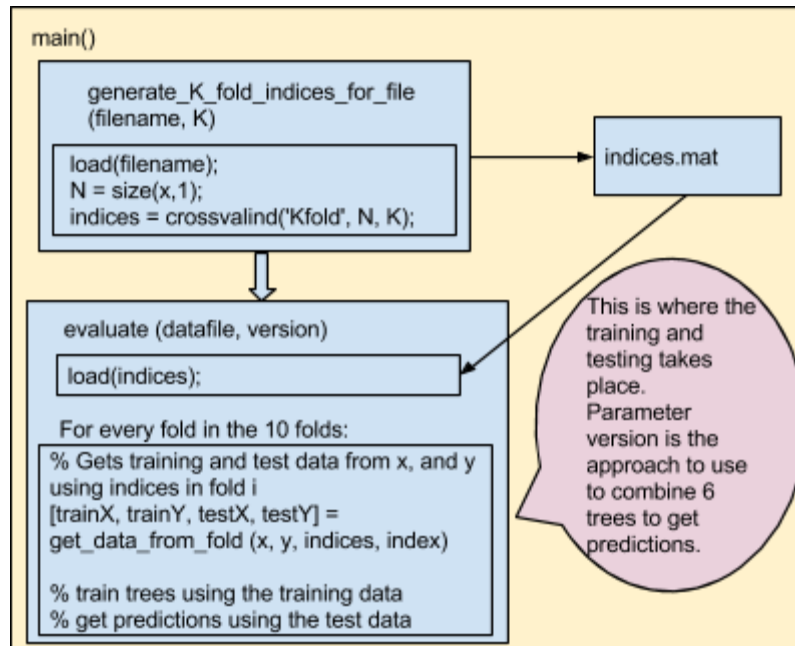 main()
generate_K_fold_indices_for_file
(filename, K)
load(filename);
N = size(x,1);
indices = crossvalind('Kfold', N, K);
indices.mat
evaluate (datafile, version)
load(indices);
For every fold in the 10 folds:
% Gets training and test data from x, and y
using indices in fold i
[trainX, trainY, testX, testY] =
get_data_from_fold (x, y, indices, index)
% train trees using the training data
% get predictions using the test data
This is where the
training and
testing takes
place.
Parameter
version is the
approach to use
to combine 6
trees to get
predictions.